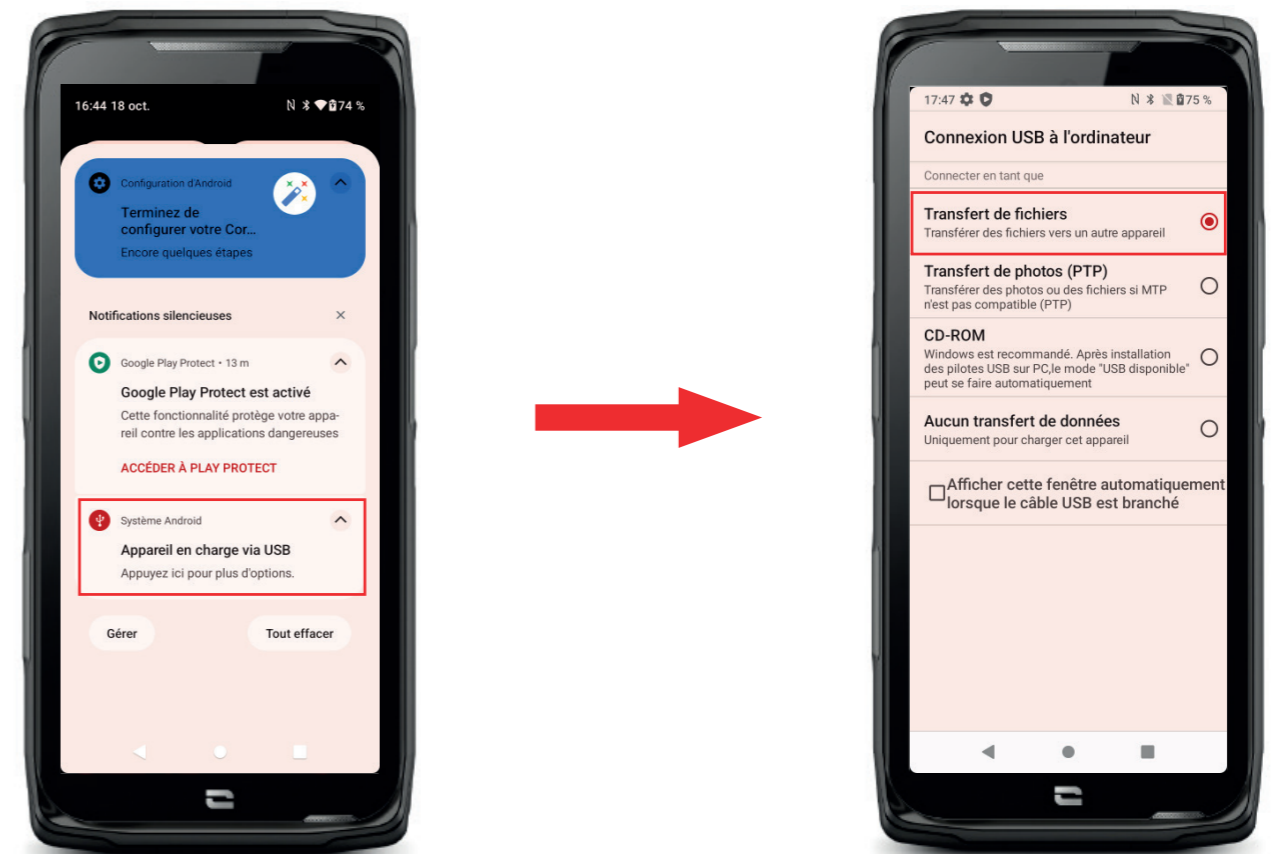 16:44 18 oct.
74 %
Configuration d'Android
Terminez de
configurer votre Cor...
Encore quelques étapes
Notifications silencieuses
Google Play Protect • 13 m
Google Play Protect est activé
Cette fonctionnalité protège votre appa-
reil contre les applications dangereuses
ACCÉDER À PLAY PROTECT
Système Android
Appareil en charge via USB
Appuyez ici pour plus d'options.
Gérer
Tout effacer
17:47
75 %
Connexion USB à l'ordinateur
Connecter en tant que
Transfert de fichiers
Transférer des fichiers vers un autre appareil
Transfert de photos (PTP)
Transférer des photos ou des fichiers si MTP
n'est pas compatible (PTP)
CD-ROM
Windows est recommandé. Après installation
des pilotes USB sur PC,le mode "USB disponible"
peut se faire automatiquement
Aucun transfert de données
Uniquement pour charger cet appareil
Afficher cette fenêtre automatiquement
lorsque le câble USB est branché